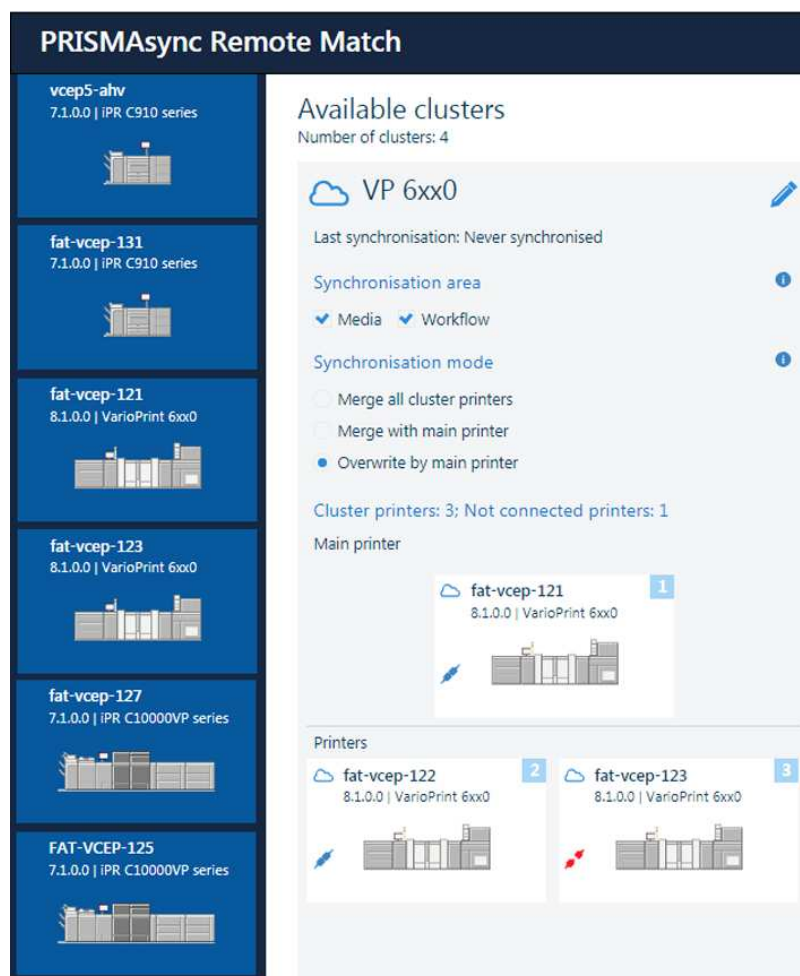 PRISMAsync Remote Match
vcep5-ahv
7.1.0.0 | iPR C910 series
fat-vcep-131
7.1.0.0 | iPR C910 series
fat-vcep-121
8.1.0.0 | VarioPrint 6xx0
fat-vcep-123
8.1.0.0 | VarioPrint 6xx0
fat-vcep-127
7.1.0.0 | iPR C10000VP series
FAT-VCEP-125
7.1.0.0 | iPR C10000VP series
Available clusters
Number of clusters: 4
VP 6xx0
Last synchronisation: Never synchronised
Synchronisation area
i
Media Workflow
Synchronisation mode
i
Merge all cluster printers
Merge with main printer
Overwrite by main printer
Cluster printers: 3; Not connected printers: 1
Main printer
fat-vcep-121 1
8.1.0.0 | VarioPrint 6xx0
Printers
fat-vcep-122 2
8.1.0.0 | VarioPrint 6xx0
fat-vcep-123 3
8.1.0.0 | VarioPrint 6xx0